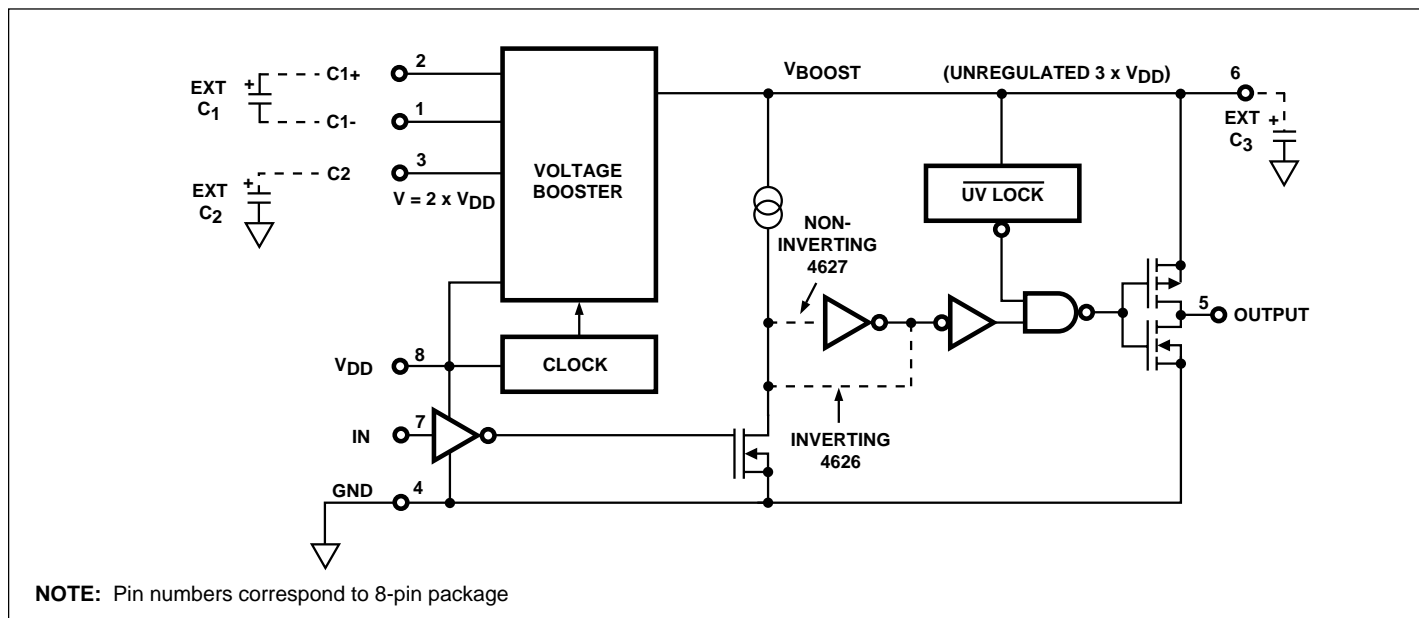 EXT
C1
C1+
2
C1-
1
EXT
C2
C2
3
V = 2 x VDD
VOLTAGE
BOOSTER
VBOOST
(UNREGULATED 3 x VDD)
6
EXT
C3
UV LOCK
NON-
INVERTING
4627
5
OUTPUT
VDD
8
CLOCK
IN
7
INVERTING
4626
GND
4
NOTE: Pin numbers correspond to 8-pin package